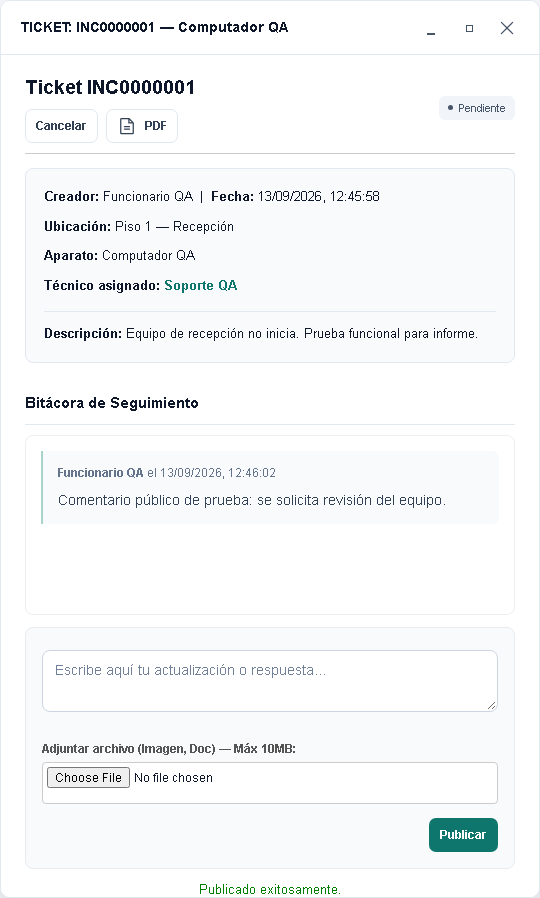 TICKET: INC0000001 — Computador QA
Ticket INC0000001
Cancelar
PDF
Pendiente
Creador: Funcionario QA | Fecha: 13/09/2026, 12:45:58
Ubicación: Piso 1 — Recepción
Aparato: Computador QA
Técnico asignado: Soporte QA
Descripción: Equipo de recepción no inicia. Prueba funcional para informe.
Bitácora de Seguimiento
Funcionario QA el 13/09/2026, 12:46:02
Comentario público de prueba: se solicita revisión del equipo.
Escribe aquí tu actualización o respuesta...
Adjuntar archivo (Imagen, Doc) — Máx 10MB:
Choose File No file chosen
Publicar
Publicado exitosamente.